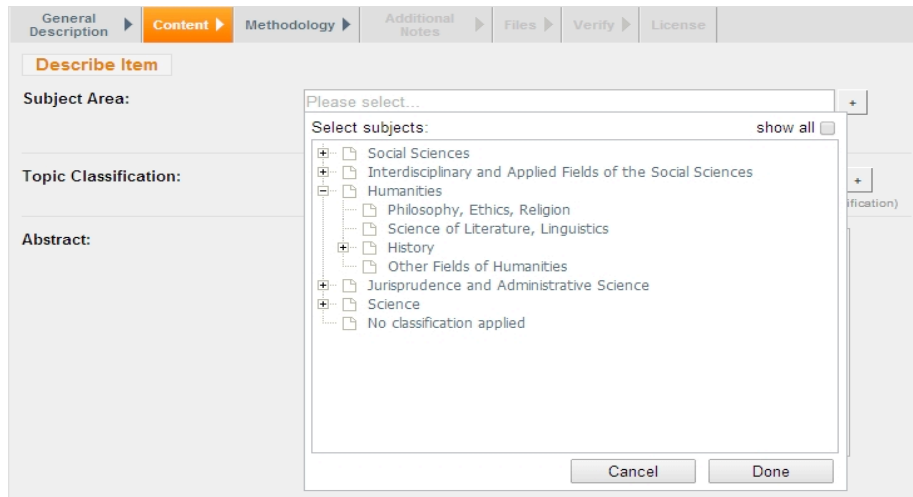 General Description
Content
Methodology
Additional Notes
Files
Verify
License
Describe Item
Subject Area:
Please select...
+
Select subjects:
show all
Social Sciences
Interdisciplinary and Applied Fields of the Social Sciences
Humanities
Philosophy, Ethics, Religion
Science of Literature, Linguistics
History
Other Fields of Humanities
Jurisprudence and Administrative Science
Science
No classification applied
Topic Classification:
+
ification)
Abstract:
Cancel
Done